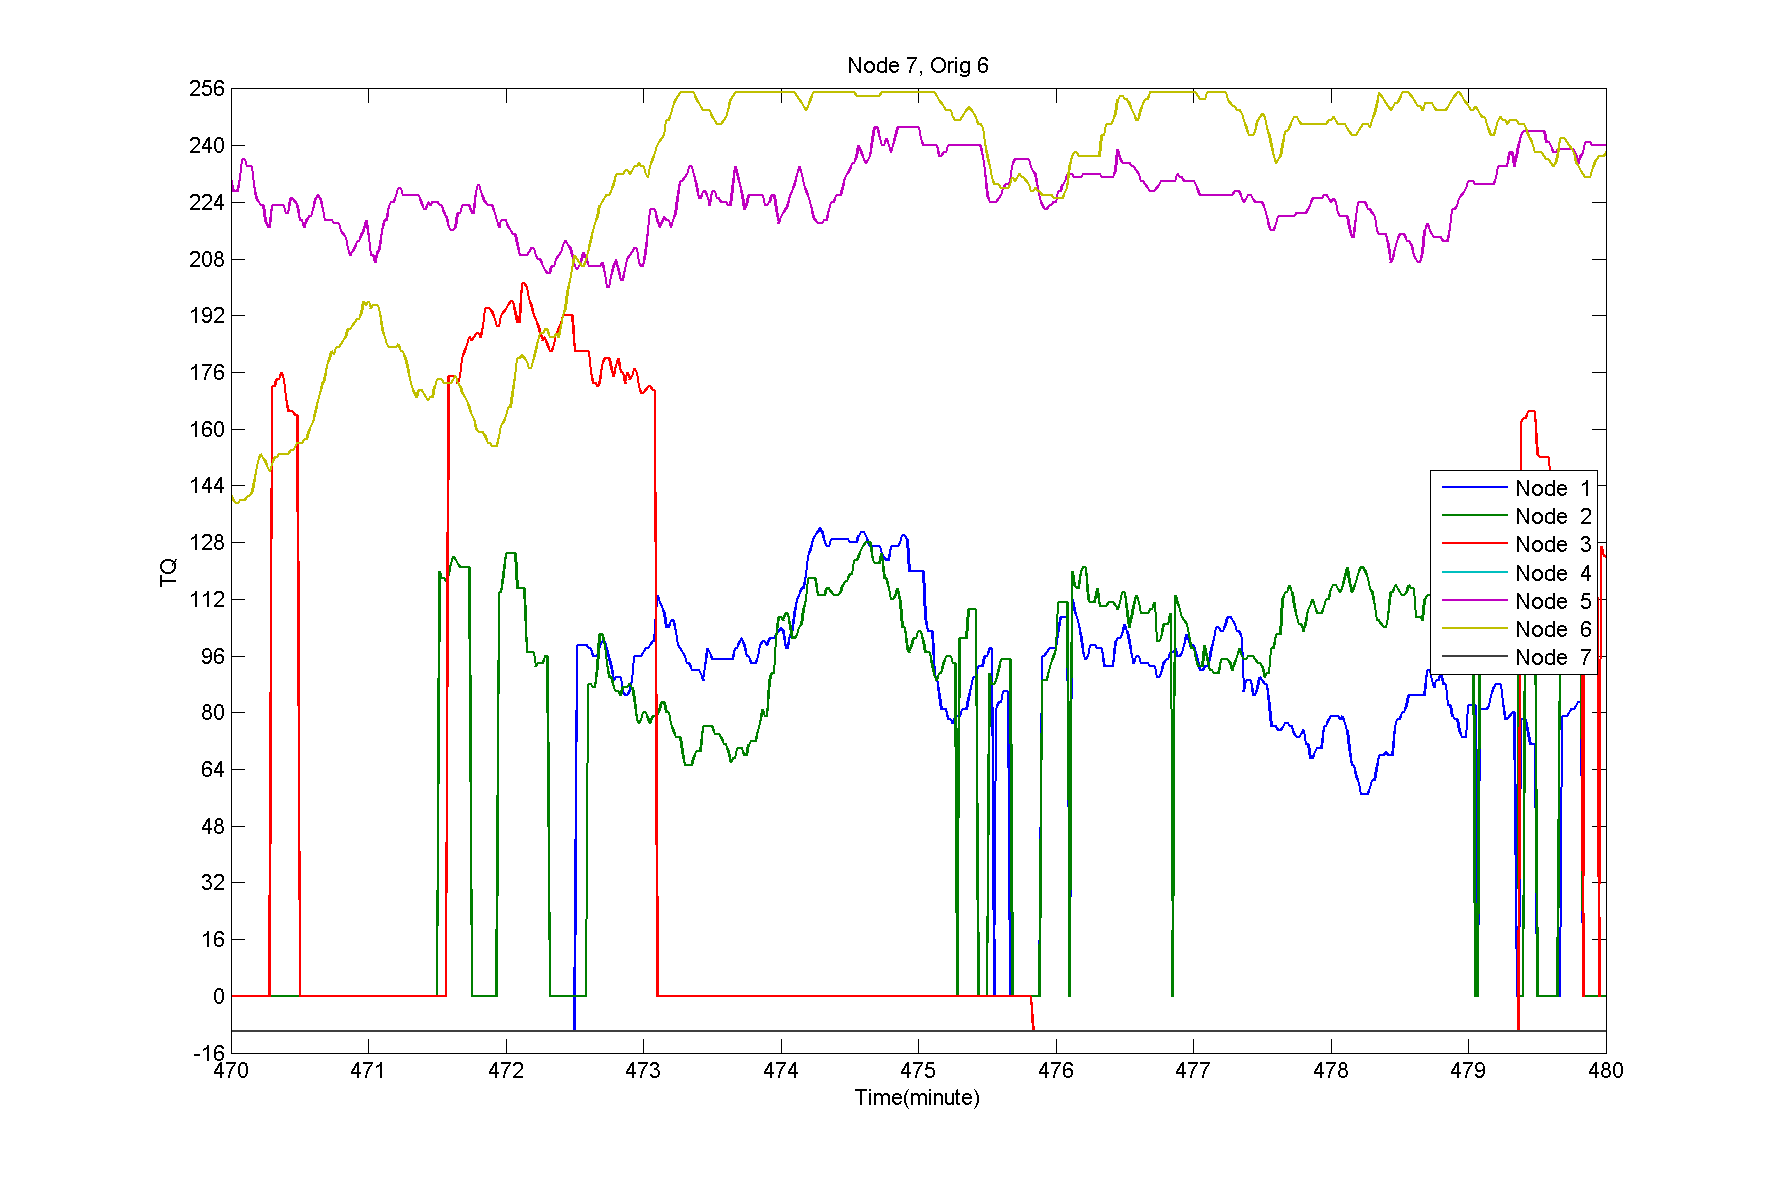 Node 7, Orig 6
256
240
224
208
192
176
160
144
128
112
96
80
64
48
32
16
0
-16
TQ
Node 1
Node 2
Node 3
Node 4
Node 5
Node 6
Node 7
470 471 472 473 474 475 476 477 478 479 480
Time(minute)